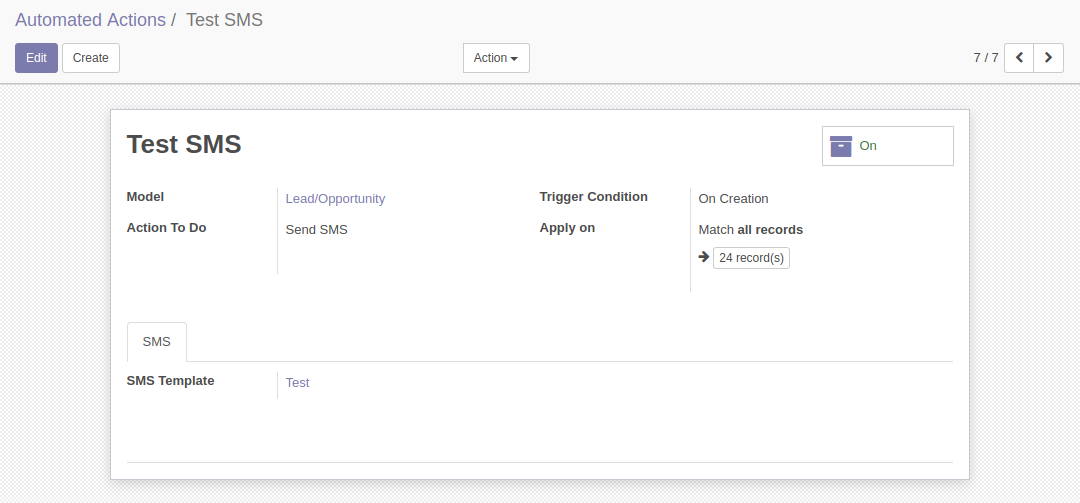 Automated Actions / Test SMS
Edit Create Action 7 / 7
Test SMS
On
Model Lead/Opportunity Trigger Condition On Creation
Action To Do Send SMS Apply on Match all records
24 record(s)
SMS
SMS Template Test